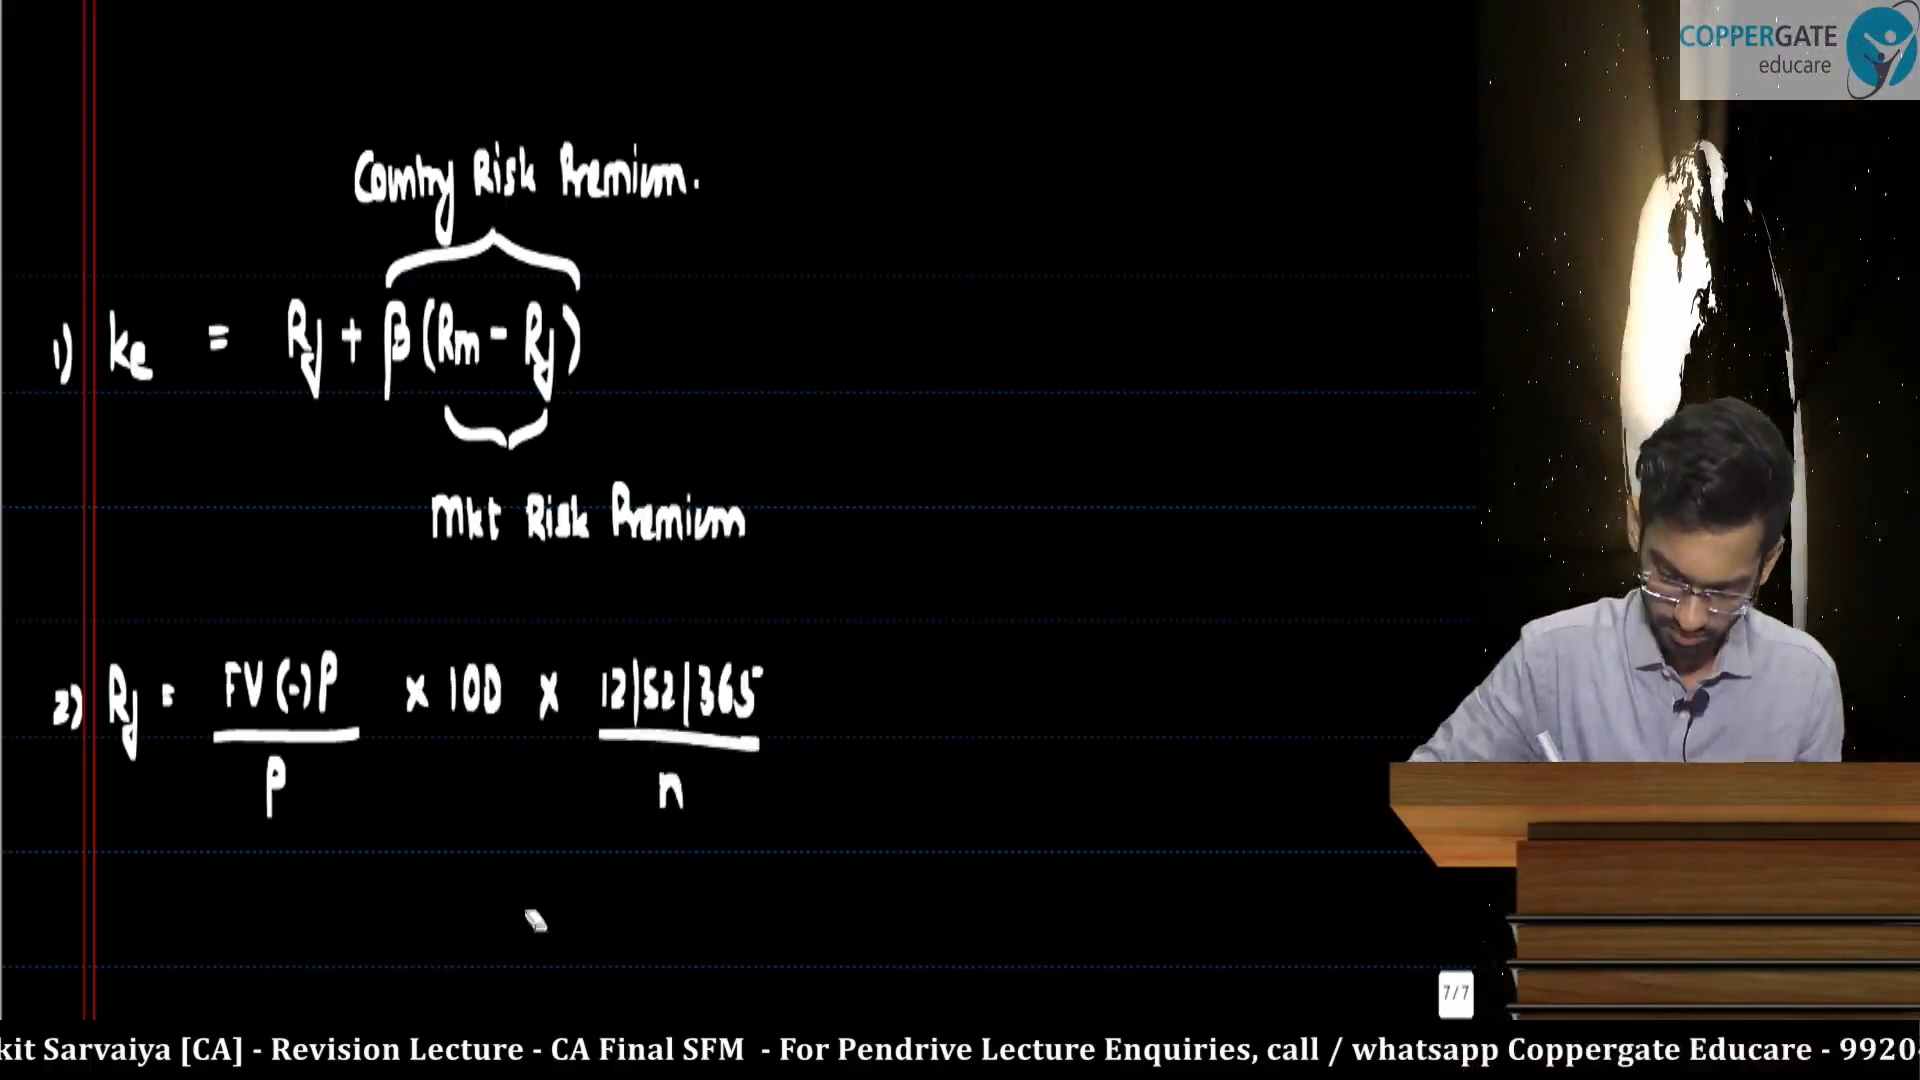 COPPERGATE
educare
Country Risk Premium.
1) ke = Rf + β (Rm - Rf)
Mkt Risk Premium
2) Rf = FV (-) P × 100 × 12|52|365
P n
7/7
kit Sarvaiya [CA] - Revision Lecture - CA Final SFM - For Pendrive Lecture Enquiries, call / whatsapp Coppergate Educare - 9920